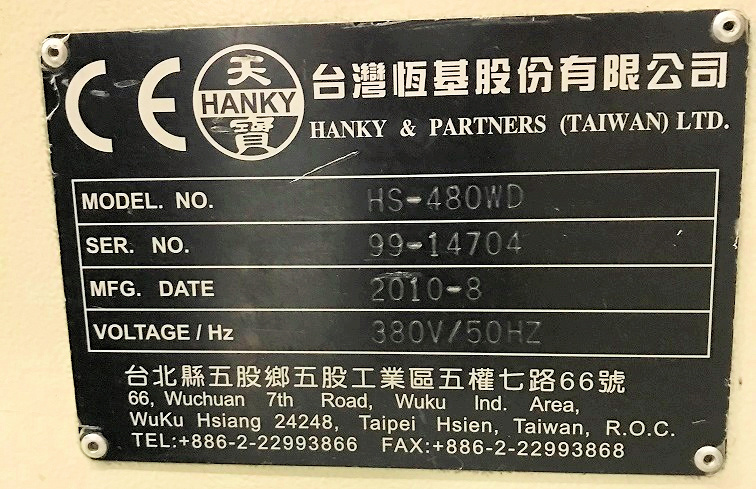 CE
天
HANKY
寶
台灣恆基股份有限公司
HANKY & PARTNERS (TAIWAN) LTD.
MODEL. NO. HS-480WD
SER. NO. 99-14704
MFG. DATE 2010-8
VOLTAGE / Hz 380V/50HZ
台北縣五股鄉五股工業區五權七路66號
66, Wuchuan 7th Road, Wuku Ind. Area,
WuKu Hsiang 24248, Taipei Hsien, Taiwan, R.O.C.
TEL:+886-2-22993866 FAX:+886-2-22993868